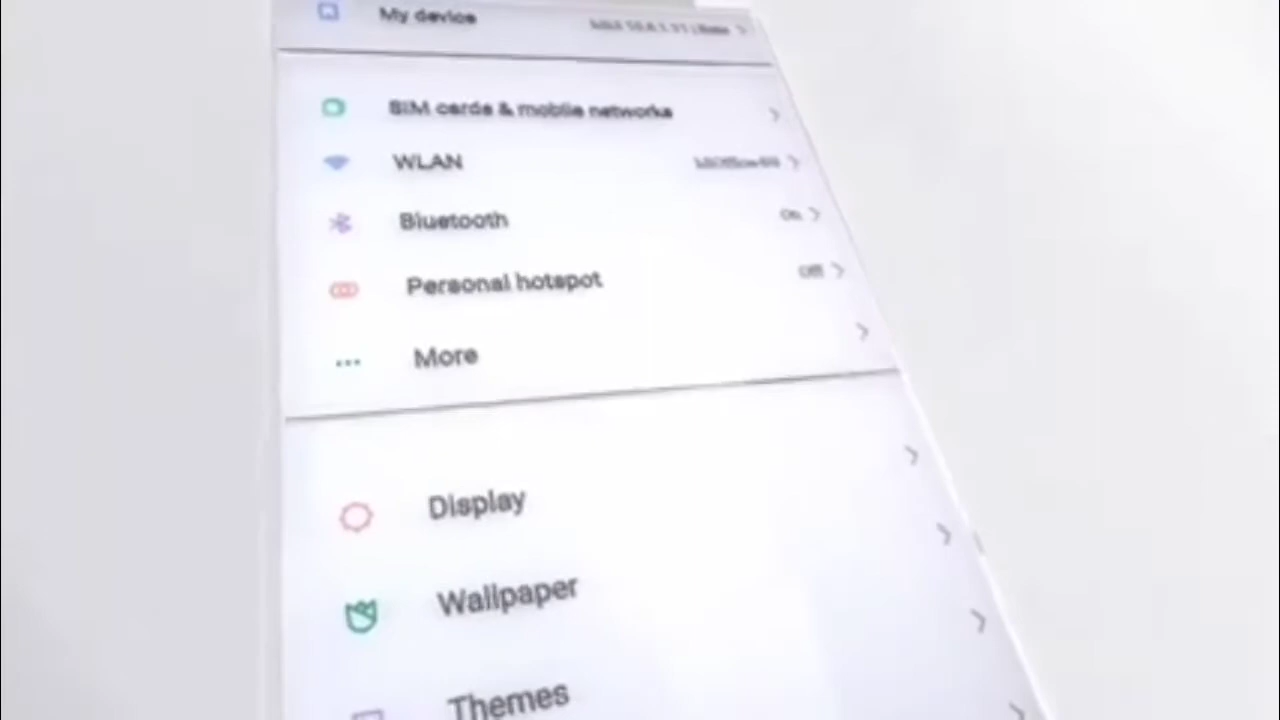 My device
SIM cards & mobile networks
WLAN
Bluetooth On
Personal hotspot Off
More
Display
Wallpaper
Themes